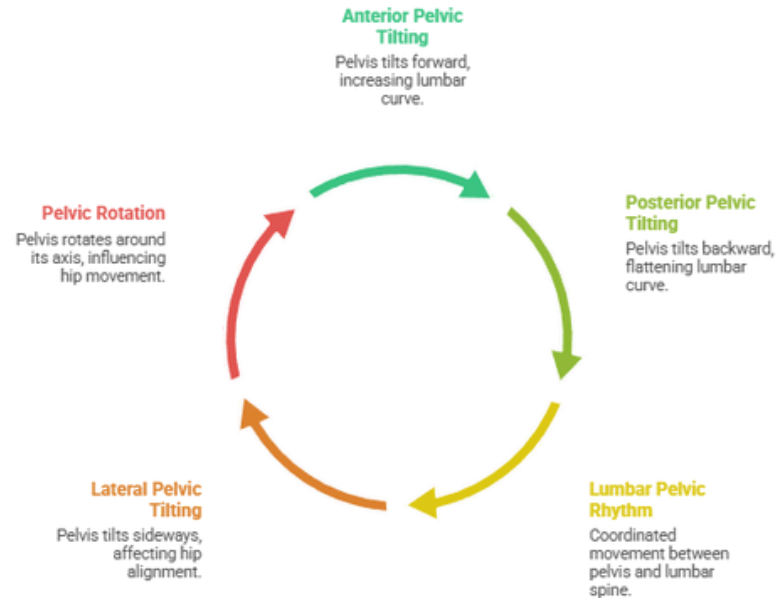 Anterior Pelvic
Tilting
Pelvis tilts forward,
increasing lumbar
curve.
Posterior Pelvic
Tilting
Pelvis tilts backward,
flattening lumbar
curve.
Lumbar Pelvic
Rhythm
Coordinated
movement between
pelvis and lumbar
spine.
Lateral Pelvic
Tilting
Pelvis tilts sideways,
affecting hip
alignment.
Pelvic Rotation
Pelvis rotates around
its axis, influencing
hip movement.